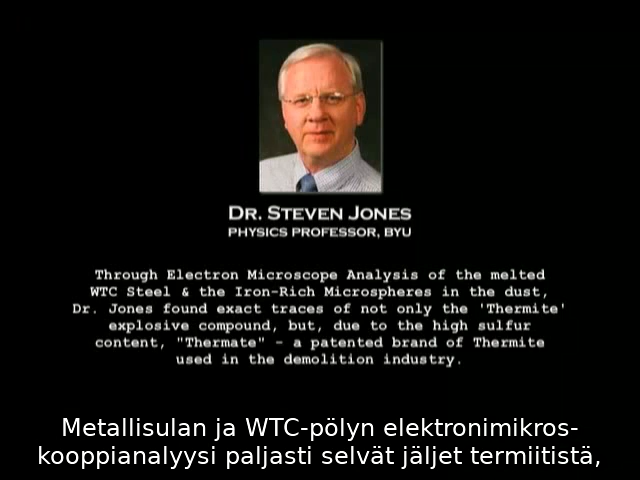 DR. STEVEN JONES
PHYSICS PROFESSOR, BYU
Through Electron Microscope Analysis of the melted
WTC Steel & the Iron-Rich Microspheres in the dust,
Dr. Jones found exact traces of not only the 'Thermite'
explosive compound, but, due to the high sulfur
content, "Thermate" - a patented brand of Thermite
used in the demolition industry.
Metallisulan ja WTC-pölyn elektronimikros-
kooppianalyysi paljasti selvät jäljet termiitistä,